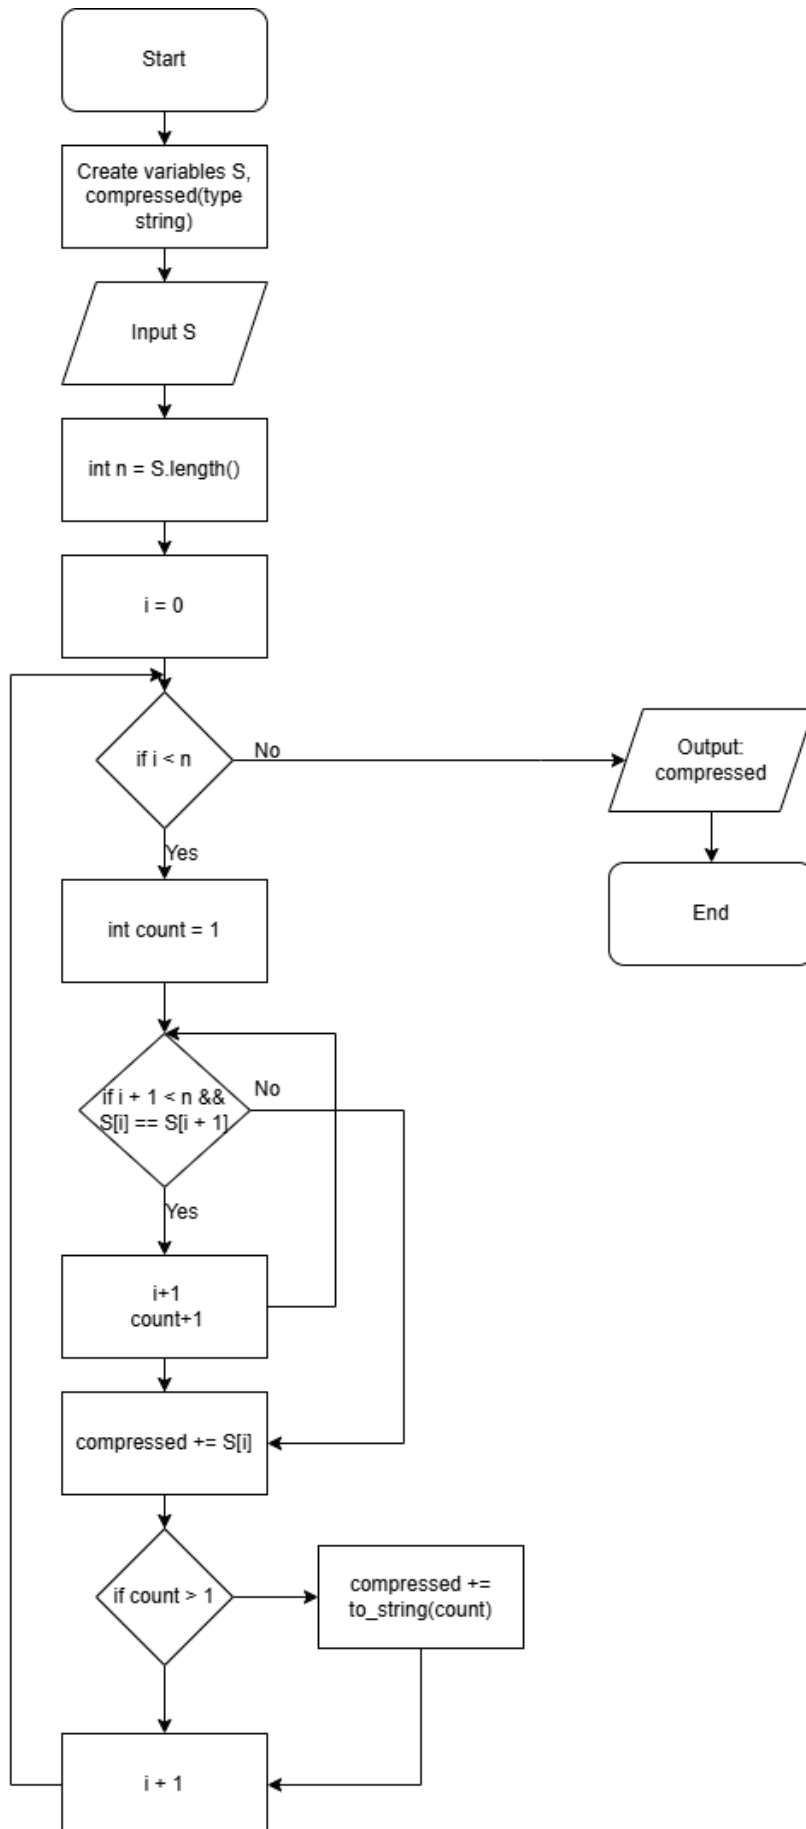 Start
Create variables S,
compressed(type
string)
Input S
int n = S.length()
i = 0
if i < n
No
Output:
compressed
End
Yes
int count = 1
if i + 1 < n &&
S[i] == S[i + 1]
No
Yes
i+1
count+1
compressed += S[i]
if count > 1
compressed +=
to_string(count)
i + 1